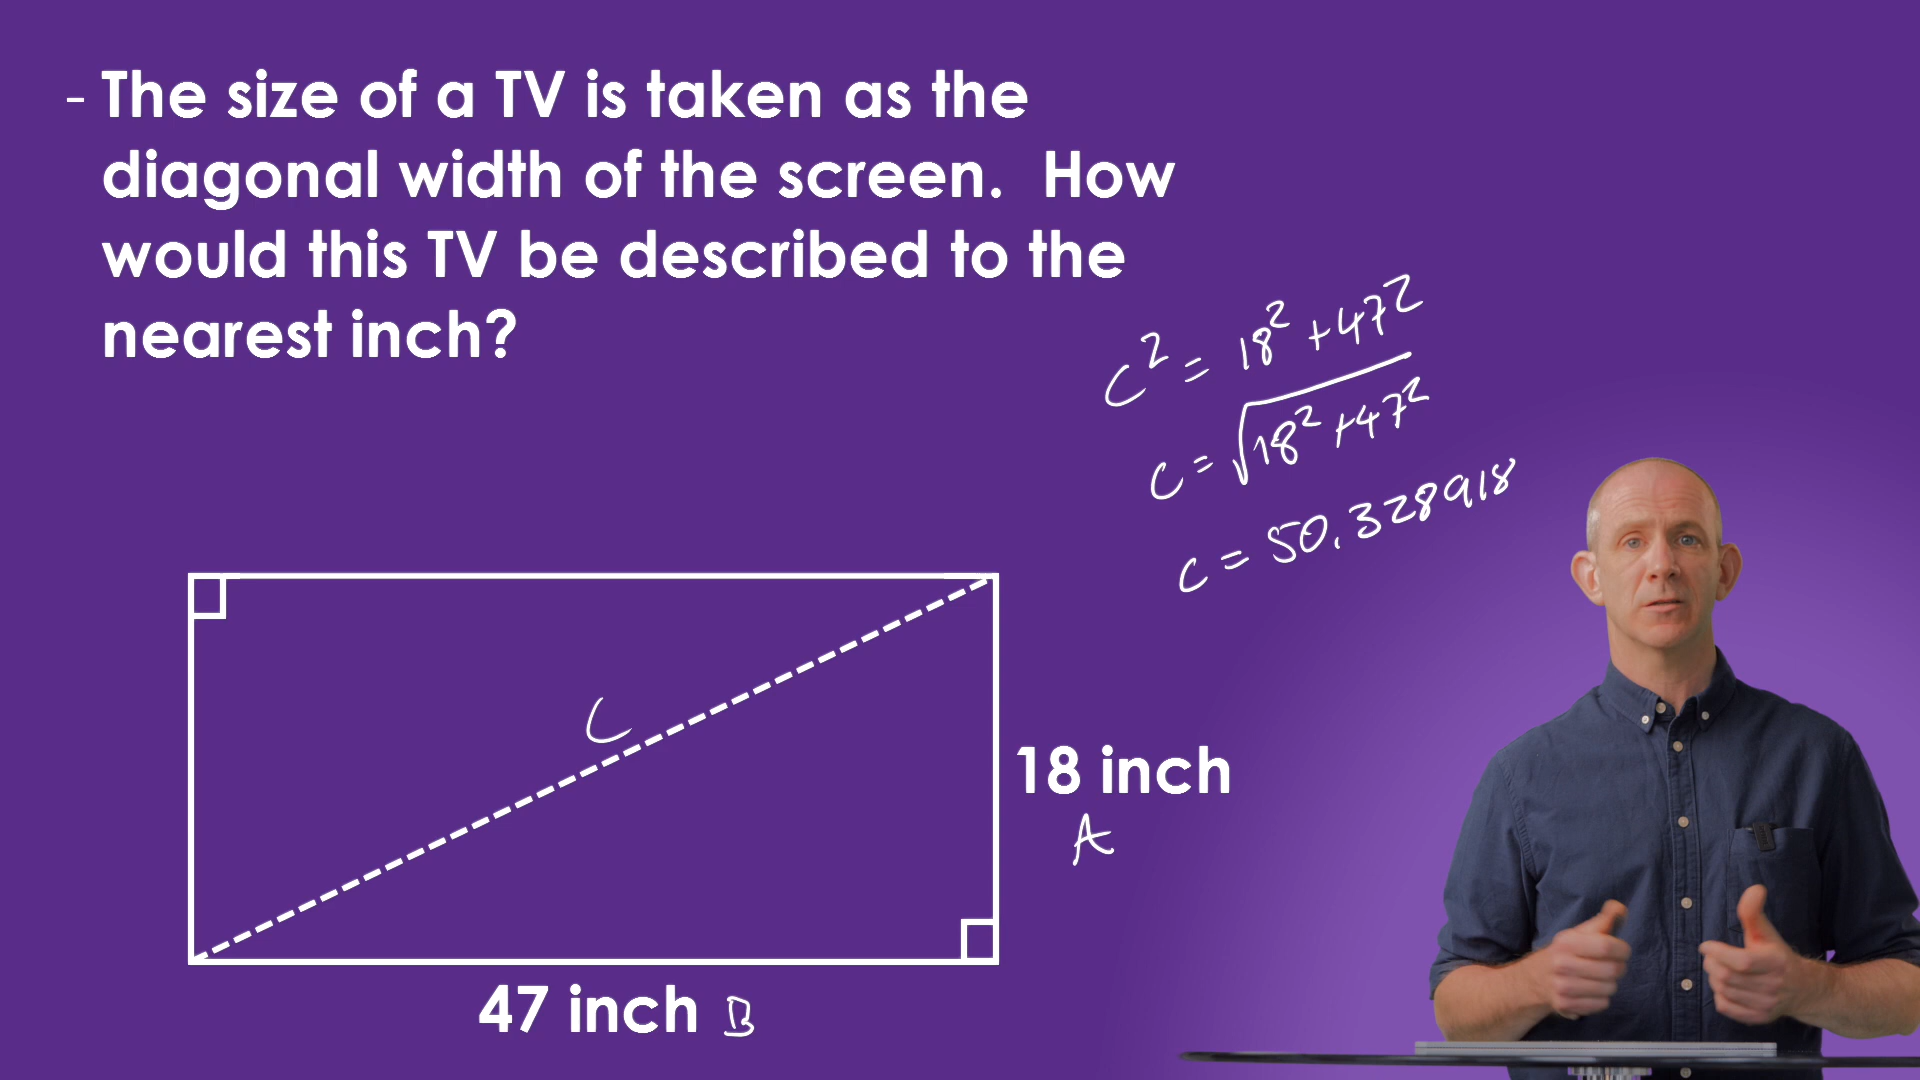 - The size of a TV is taken as the
diagonal width of the screen. How
would this TV be described to the
nearest inch?
C² = 18² + 47²
C = √18² + 47²
C = 50.328918
C
18 inch
A
47 inch B